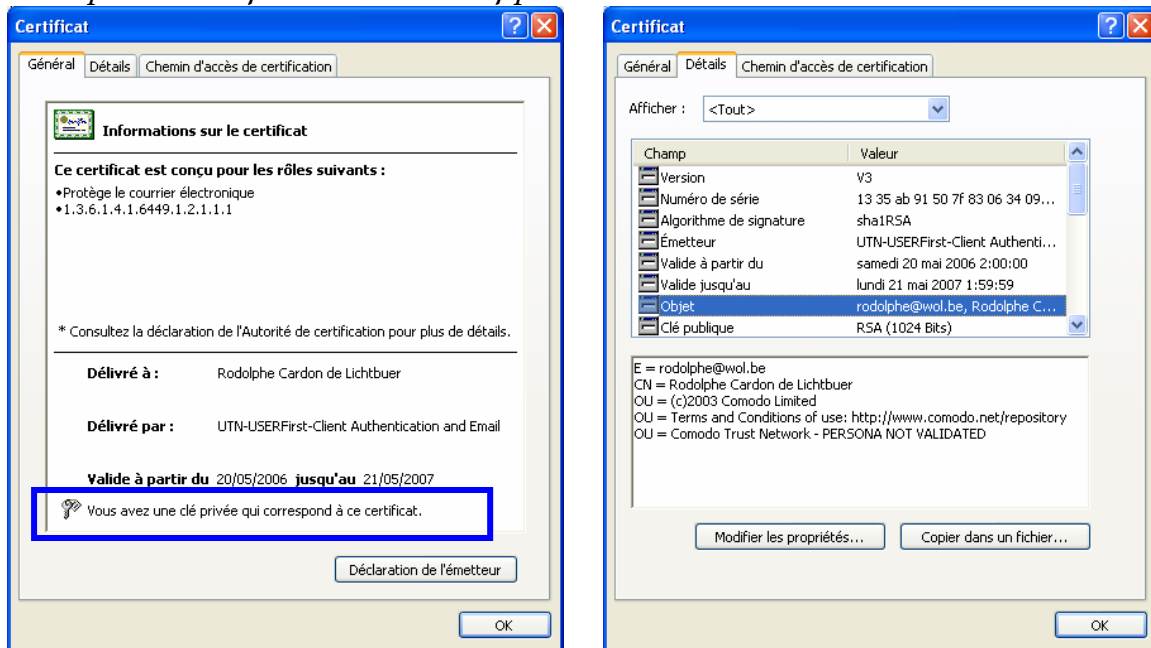 Certificat
Général Détails Chemin d'accès de certification
Informations sur le certificat
Ce certificat est conçu pour les rôles suivants :
•Protège le courrier électronique
•1.3.6.1.4.1.6449.1.2.1.1.1
* Consultez la déclaration de l'Autorité de certification pour plus de détails.
Délivré à : Rodolphe Cardon de Lichtbuer
Délivré par : UTN-USERFirst-Client Authentication and Email
Valide à partir du 20/05/2006 jusqu'au 21/05/2007
Vous avez une clé privée qui correspond à ce certificat.
Déclaration de l'émetteur
OK
Certificat
Général Détails Chemin d'accès de certification
Afficher : <Tout>
Champ Valeur
Version V3
Numéro de série 13 35 ab 91 50 7f 83 06 34 09...
Algorithme de signature sha1RSA
Émetteur UTN-USERFirst-Client Authenti...
Valide à partir du samedi 20 mai 2006 2:00:00
Valide jusqu'au lundi 21 mai 2007 1:59:59
Objet rodolphe@wol.be, Rodolphe C...
Clé publique RSA (1024 Bits)
E = rodolphe@wol.be
CN = Rodolphe Cardon de Lichtbuer
OU = (c)2003 Comodo Limited
OU = Terms and Conditions of use: http://www.comodo.net/repository
OU = Comodo Trust Network - PERSONA NOT VALIDATED
Modifier les propriétés... Copier dans un fichier...
OK